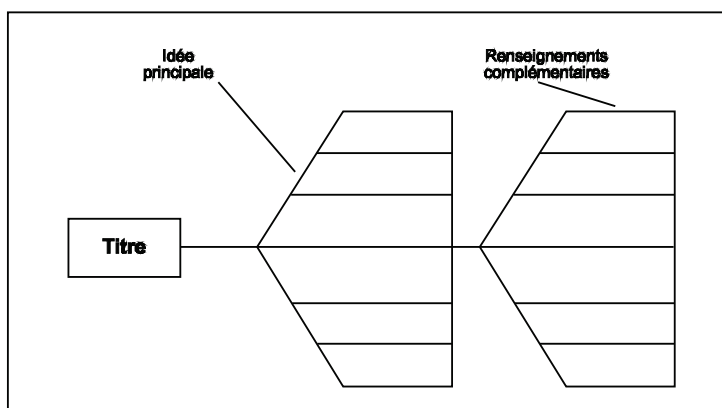 Idée
principale
Renseignements
complémentaires
Titre